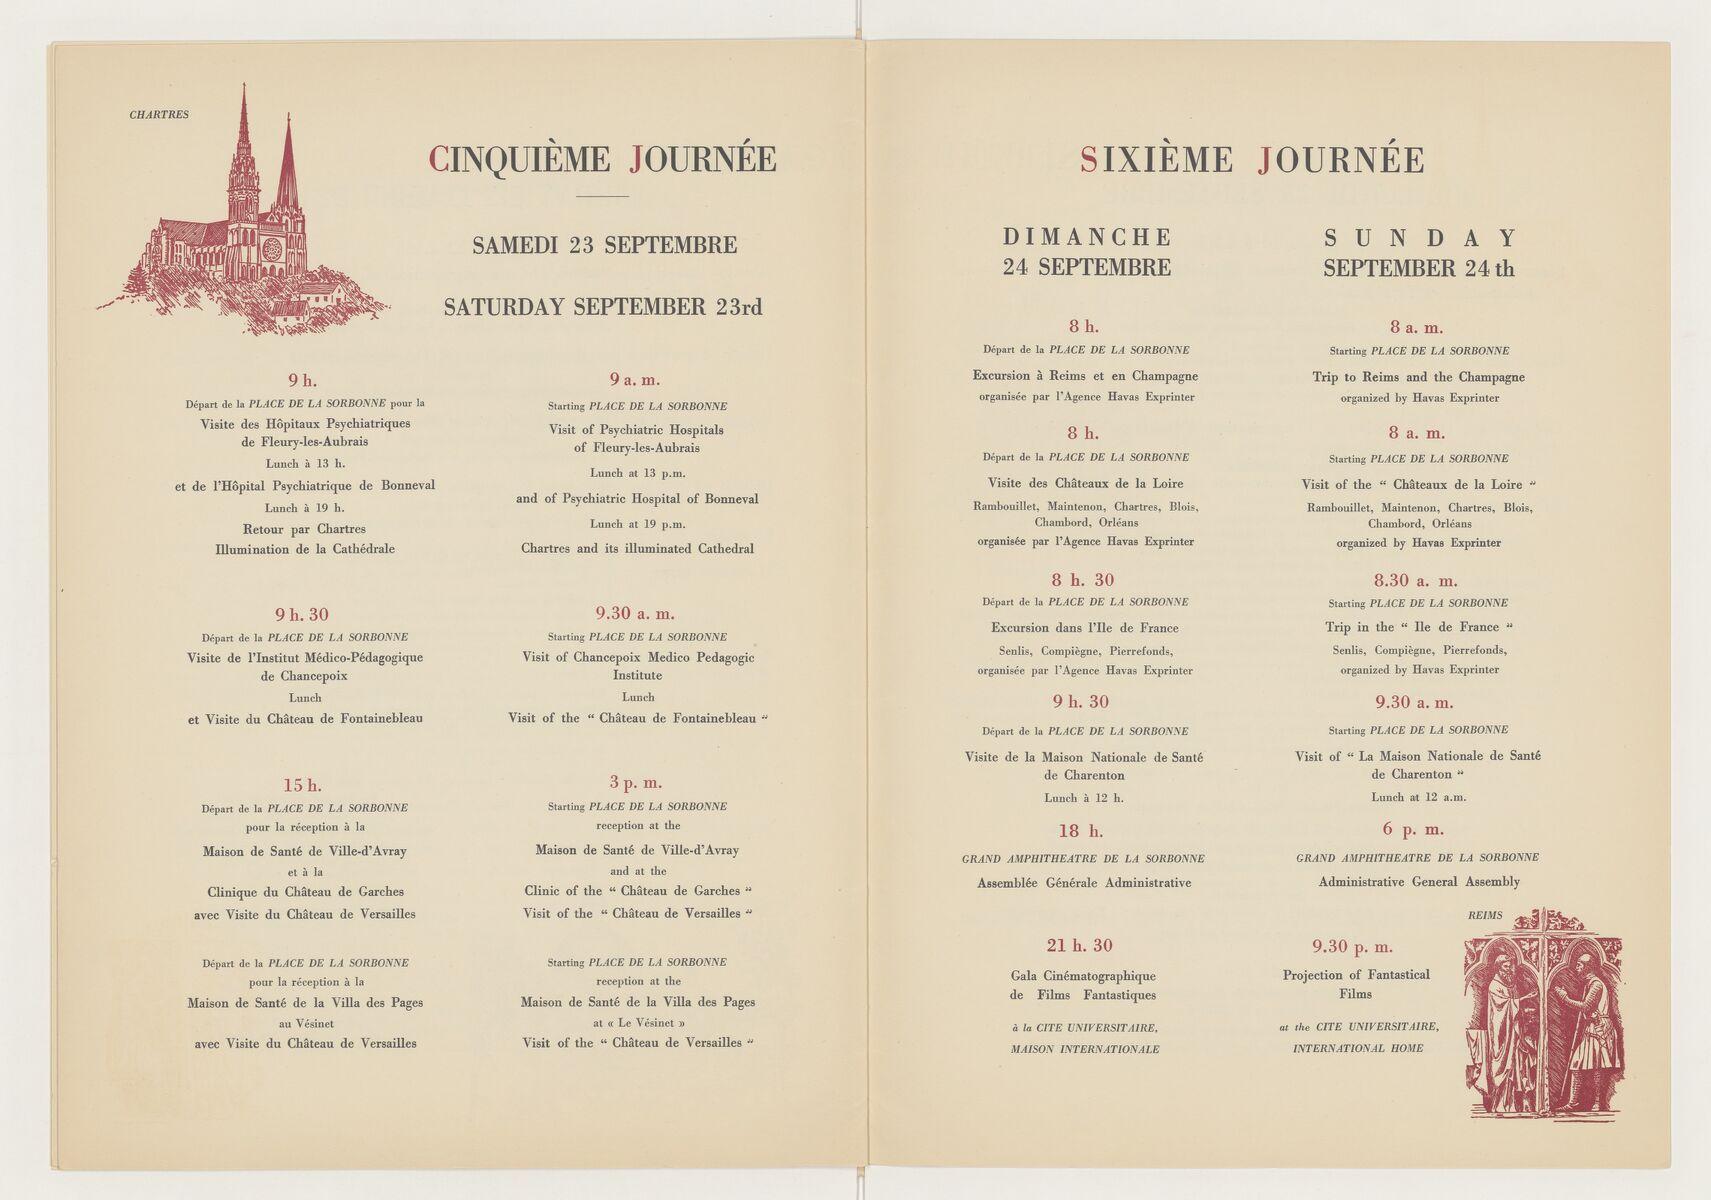 CHARTRES
CINQUIÈME JOURNÉE
SAMEDI 23 SEPTEMBRE
SATURDAY SEPTEMBER 23rd
9 h.
Départ de la PLACE DE LA SORBONNE pour la
Visite des Hôpitaux Psychiatriques
de Fleury-les-Aubrais
Lunch à 13 h.
et de l'Hôpital Psychiatrique de Bonneval
Lunch à 19 h.
Retour par Chartres
Illumination de la Cathédrale
9 h. 30
Départ de la PLACE DE LA SORBONNE
Visite de l'Institut Médico-Pédagogique
de Chancepoix
Lunch
et Visite du Château de Fontainebleau
15 h.
Départ de la PLACE DE LA SORBONNE
pour la réception à la
Maison de Santé de Ville-d'Avray
et à la
Clinique du Château de Garches
avec Visite du Château de Versailles
Départ de la PLACE DE LA SORBONNE
pour la réception à la
Maison de Santé de la Villa des Pages
au Vésinet
avec Visite du Château de Versailles
9 a. m.
Starting PLACE DE LA SORBONNE
Visit of Psychiatric Hospitals
of Fleury-les-Aubrais
Lunch at 13 p.m.
and of Psychiatric Hospital of Bonneval
Lunch at 19 p.m.
Chartres and its illuminated Cathedral
9.30 a. m.
Starting PLACE DE LA SORBONNE
Visit of Chancepoix Medico Pedagogic
Institute
Lunch
Visit of the “ Château de Fontainebleau ”
3 p. m.
Starting PLACE DE LA SORBONNE
reception at the
Maison de Santé de Ville-d'Avray
and at the
Clinic of the “ Château de Garches ”
Visit of the “ Château de Versailles ”
Starting PLACE DE LA SORBONNE
reception at the
Maison de Santé de la Villa des Pages
at « Le Vésinet »
Visit of the “ Château de Versailles ”
SIXIÈME JOURNÉE
DIMANCHE
24 SEPTEMBRE
8 h.
Départ de la PLACE DE LA SORBONNE
Excursion à Reims et en Champagne
organisée par l'Agence Havas Exprinter
8 h.
Départ de la PLACE DE LA SORBONNE
Visite des Châteaux de la Loire
Rambouillet, Maintenon, Chartres, Blois,
Chambord, Orléans
organisée par l'Agence Havas Exprinter
8 h. 30
Départ de la PLACE DE LA SORBONNE
Excursion dans l'Ile de France
Senlis, Compiègne, Pierrefonds,
organisée par l'Agence Havas Exprinter
9 h. 30
Départ de la PLACE DE LA SORBONNE
Visite de la Maison Nationale de Santé
de Charenton
Lunch à 12 h.
18 h.
GRAND AMPHITHEATRE DE LA SORBONNE
Assemblée Générale Administrative
21 h. 30
Gala Cinématographique
de Films Fantastiques
à la CITE UNIVERSITAIRE,
MAISON INTERNATIONALE
SUNDAY
SEPTEMBER 24 th
8 a. m.
Starting PLACE DE LA SORBONNE
Trip to Reims and the Champagne
organized by Havas Exprinter
8 a. m.
Starting PLACE DE LA SORBONNE
Visit of the “ Châteaux de la Loire ”
Rambouillet, Maintenon, Chartres, Blois,
Chambord, Orléans
organized by Havas Exprinter
8.30 a. m.
Starting PLACE DE LA SORBONNE
Trip in the “ Ile de France ”
Senlis, Compiègne, Pierrefonds,
organized by Havas Exprinter
9.30 a. m.
Starting PLACE DE LA SORBONNE
Visit of “ La Maison Nationale de Santé
de Charenton ”
Lunch at 12 a.m.
6 p. m.
GRAND AMPHITHEATRE DE LA SORBONNE
Administrative General Assembly
9.30 p. m.
Projection of Fantastical
Films
at the CITE UNIVERSITAIRE,
INTERNATIONAL HOME
REIMS